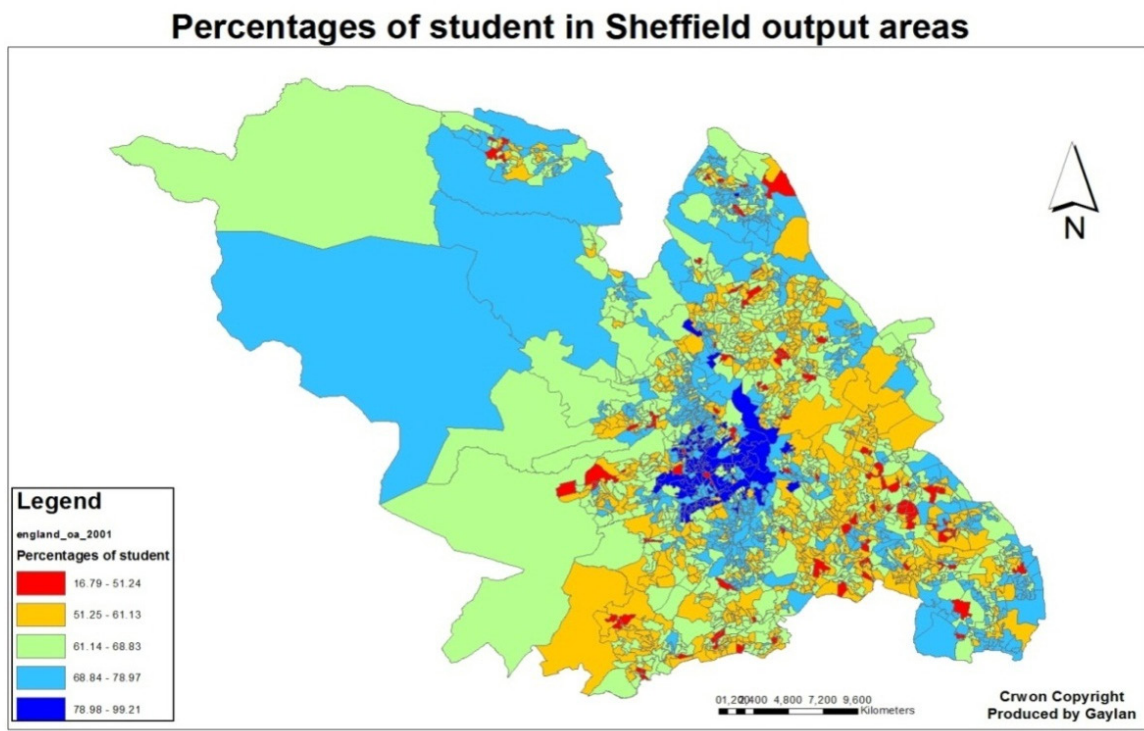 Percentages of student in Sheffield output areas
N
Legend
england_oa_2001
Percentages of student
16.79 - 51.24
51.25 - 61.13
61.14 - 68.83
68.84 - 78.97
78.98 - 99.21
4,800 7,200 9,600
Kilometers
Crwon Copyright
Produced by Gaylan